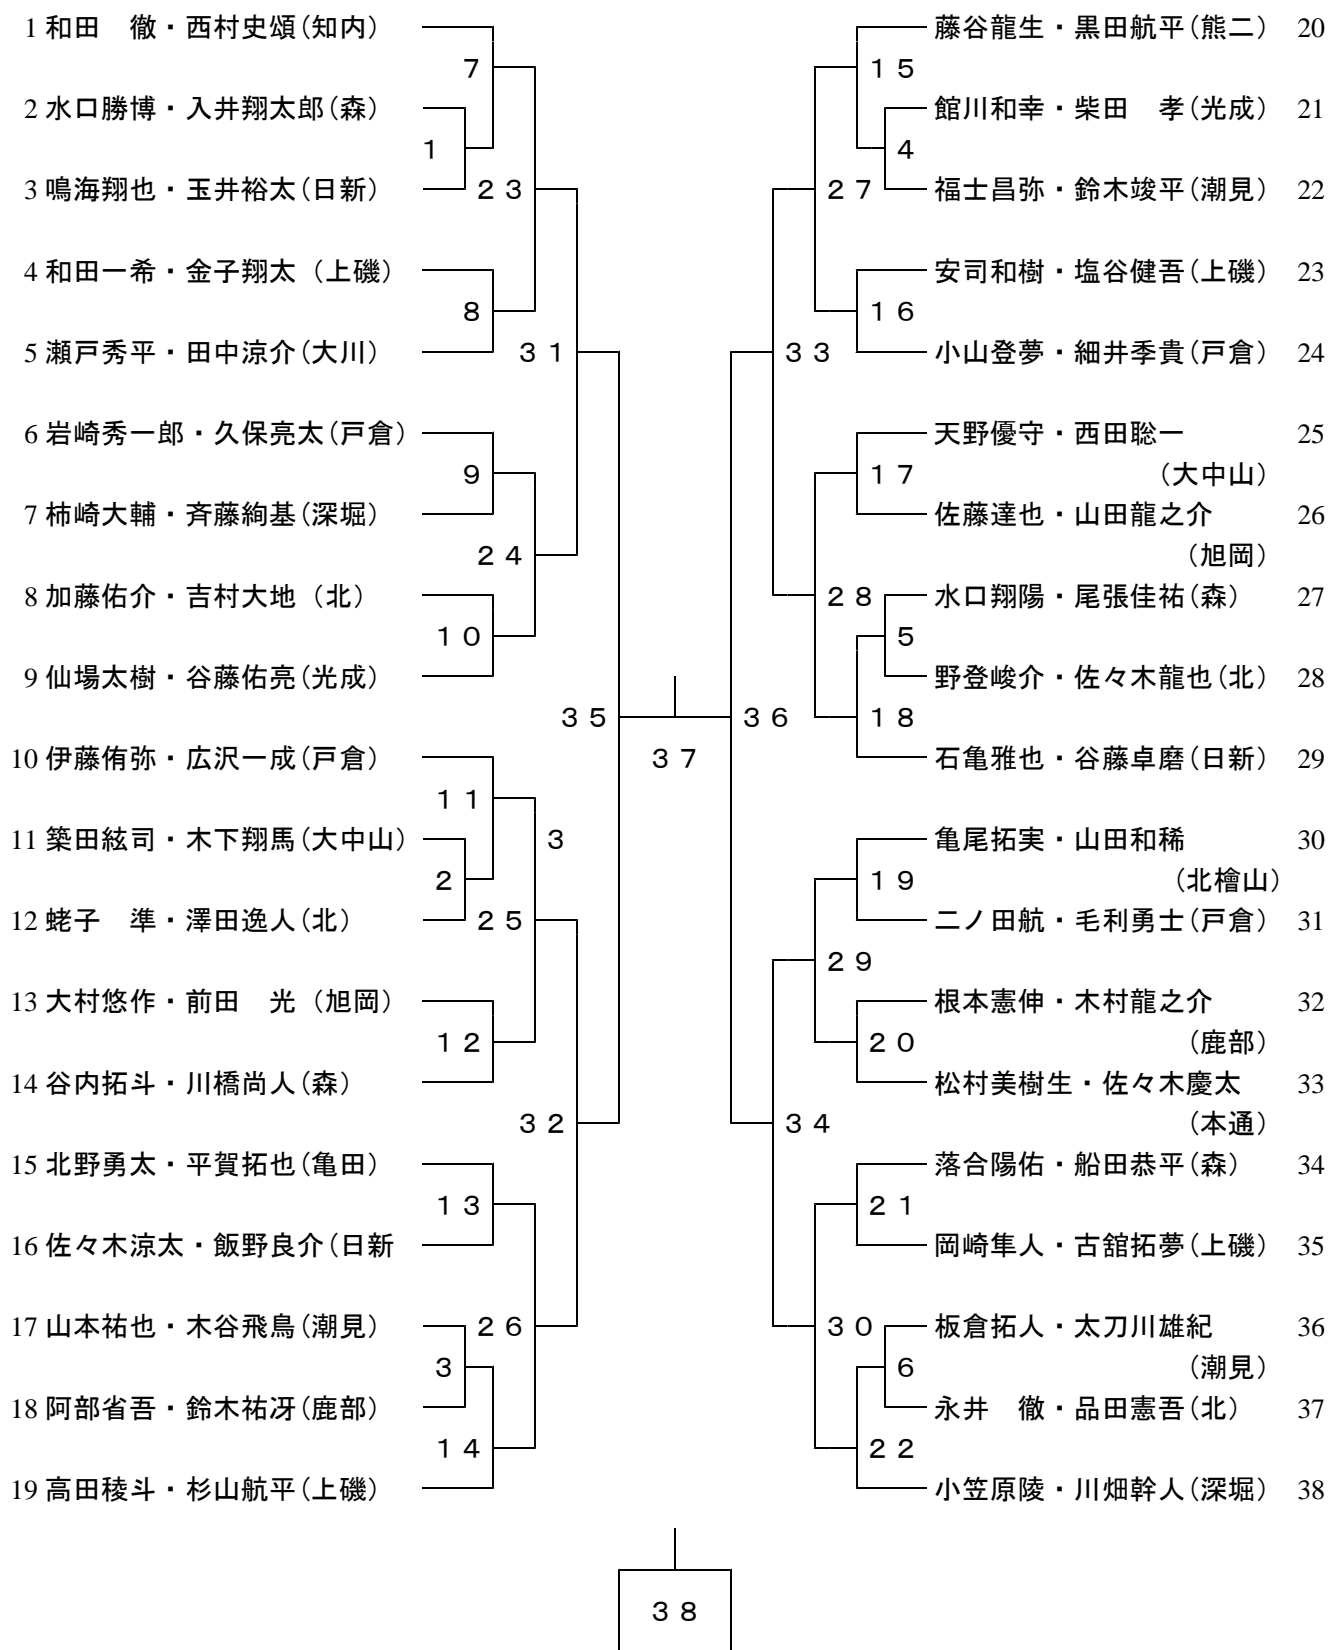 1 和田　徹・西村史頌(知内)
7
2 水口勝博・入井翔太郎(森)
1
3 鳴海翔也・玉井裕太(日新)
２３
4 和田一希・金子翔太（上磯）
8
5 瀬戸秀平・田中涼介(大川)
３１
6 岩崎秀一郎・久保亮太(戸倉)
9
7 柿崎大輔・斉藤絢基(深堀)
２４
8 加藤佑介・吉村大地（北）
１０
9 仙場太樹・谷藤佑亮(光成)
３５
10 伊藤侑弥・広沢一成(戸倉)
１１
11 築田絃司・木下翔馬(大中山)
3
2
12 蛯子　準・澤田逸人(北)
２５
13 大村悠作・前田　光（旭岡）
１２
14 谷内拓斗・川橋尚人(森)
３２
15 北野勇太・平賀拓也(亀田)
１３
16 佐々木涼太・飯野良介(日新
17 山本祐也・木谷飛鳥(潮見)
２６
3
18 阿部省吾・鈴木祐冴(鹿部)
１４
19 高田稜斗・杉山航平(上磯)
３７
藤谷龍生・黒田航平(熊二) 20
１５
館川和幸・柴田　孝(光成) 21
4
２７
福士昌弥・鈴木竣平(潮見) 22
安司和樹・塩谷健吾(上磯) 23
１６
３３
小山登夢・細井季貴(戸倉) 24
天野優守・西田聡一 25
１７
(大中山)
佐藤達也・山田龍之介 26
(旭岡)
２８
水口翔陽・尾張佳祐(森) 27
5
野登峻介・佐々木龍也(北) 28
３６
１８
石亀雅也・谷藤卓磨(日新) 29
亀尾拓実・山田和稀 30
１９
(北檜山)
二ノ田航・毛利勇士(戸倉) 31
２９
根本憲伸・木村龍之介 32
２０
(鹿部)
松村美樹生・佐々木慶太 33
(本通)
３４
落合陽佑・船田恭平(森) 34
２１
岡崎隼人・古舘拓夢(上磯) 35
３０
板倉拓人・太刀川雄紀 36
6
(潮見)
永井　徹・品田憲吾(北) 37
２２
小笠原陵・川畑幹人(深堀) 38
３８